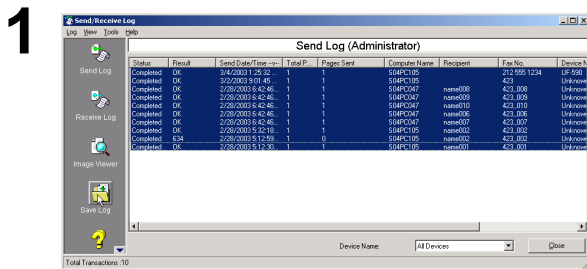 1
Send/Receive Log
Log View Tools Help
Send Log (Administrator)
Send Log
Receive Log
Image Viewer
Save Log
Status Result Send Date/Time --v-- Total P... Pages Sent Computer Name Recipient Fax No. Device N
Completed OK 3/4/2003 1:25:32 ... 1 1 S04PC105 212 555 1234 UF-590
Completed OK 3/2/2003 9:01:45 ... 1 1 S04PC105 423 Unknowe
Completed OK 2/28/2003 6:42:46... 1 1 S04PC047 name008 423_008 Unknowe
Completed OK 2/28/2003 6:42:46... 1 1 S04PC047 name009 423_009 Unknowe
Completed OK 2/28/2003 6:42:46... 1 1 S04PC047 name010 423_010 Unknowe
Completed OK 2/28/2003 6:42:46... 1 1 S04PC047 name006 423_006 Unknowe
Completed OK 2/28/2003 6:42:46... 1 1 S04PC047 name007 423_007 Unknowe
Completed OK 2/28/2003 5:32:18... 1 1 S04PC105 name002 423_002 Unknowe
Completed 634 2/28/2003 5:12:59... 1 0 S04PC105 name002 423_002 Unknowe
Completed OK 2/28/2003 5:12:30... 1 1 S04PC105 name001 423_001 Unknowe
Device Name: All Devices Close
Total Transactions :10